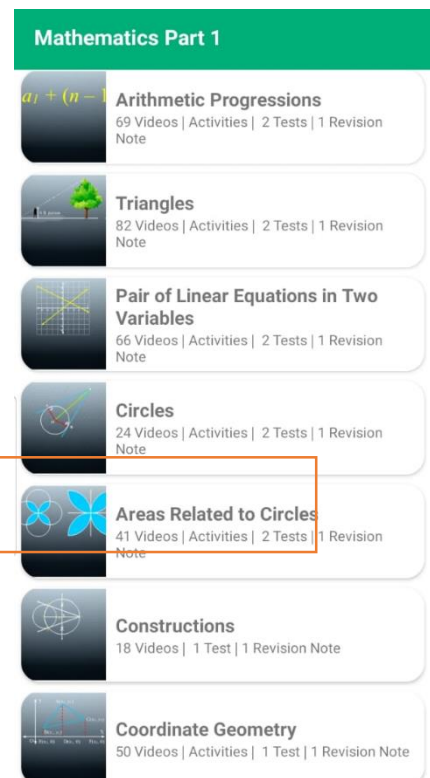 Mathematics Part 1
a₁ + (n – 1
Arithmetic Progressions
69 Videos | Activities | 2 Tests | 1 Revision
Note
Triangles
82 Videos | Activities | 2 Tests | 1 Revision
Note
Pair of Linear Equations in Two
Variables
66 Videos | Activities | 2 Tests | 1 Revision
Note
Circles
24 Videos | Activities | 2 Tests | 1 Revision
Note
Areas Related to Circles
41 Videos | Activities | 2 Tests | 1 Revision
Note
Constructions
18 Videos | 1 Test | 1 Revision Note
Coordinate Geometry
50 Videos | Activities | 1 Test | 1 Revision Note